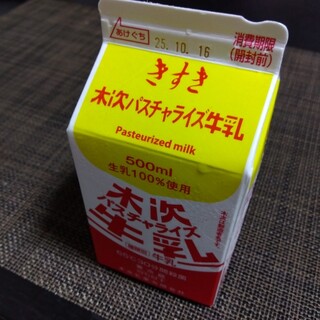 あけぐち
25.10.16
消費期限
(開封前)
きすき
木次パスチャライズ牛乳
Pasteurized milk
500ml
生乳100%使用
木次
パスチャライズ
牛乳